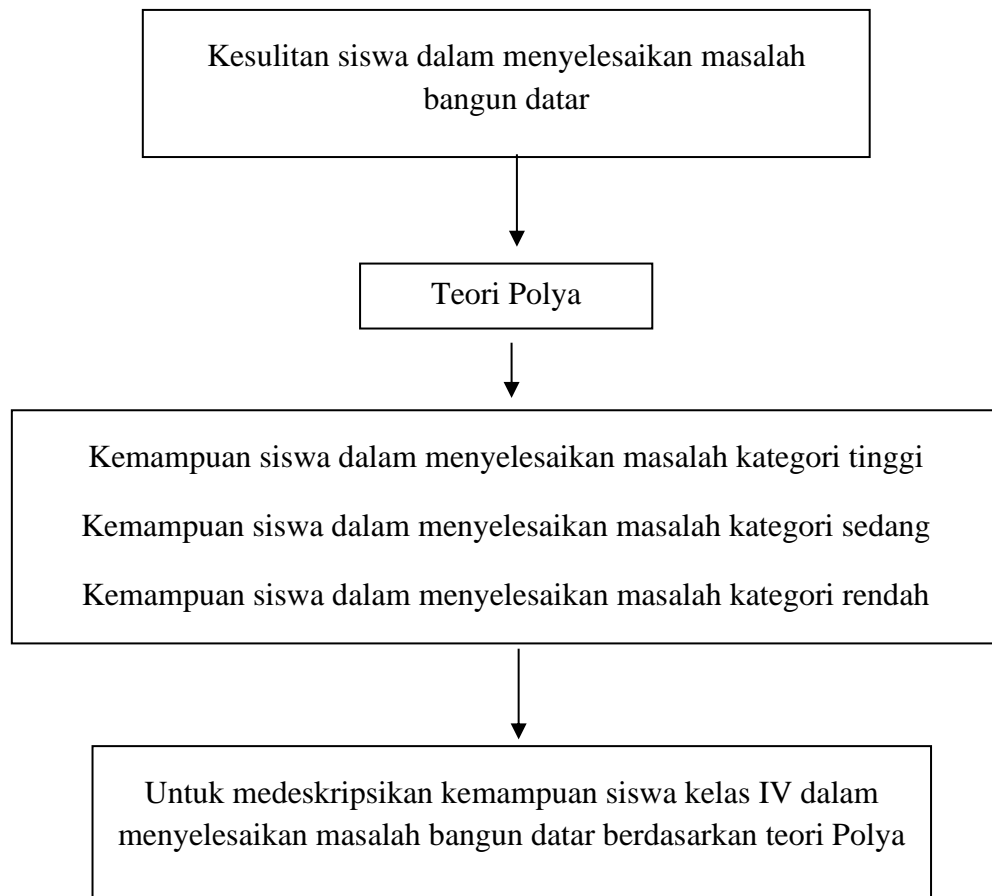 Kesulitan siswa dalam menyelesaikan masalah
bangun datar
Teori Polya
Kemampuan siswa dalam menyelesaikan masalah kategori tinggi
Kemampuan siswa dalam menyelesaikan masalah kategori sedang
Kemampuan siswa dalam menyelesaikan masalah kategori rendah
Untuk medeskripsikan kemampuan siswa kelas IV dalam
menyelesaikan masalah bangun datar berdasarkan teori Polya